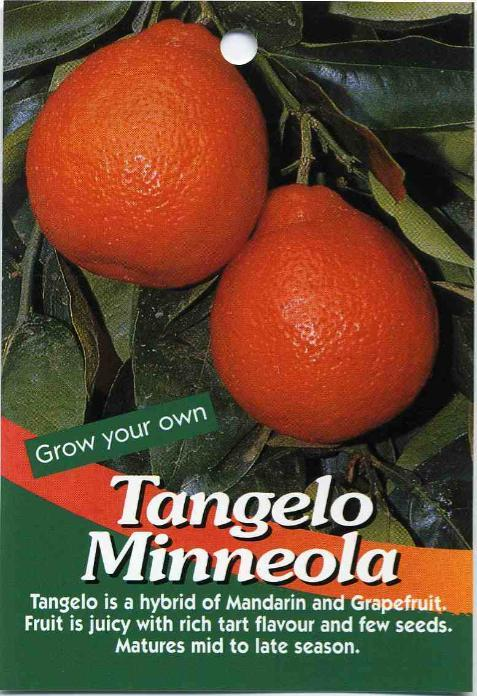 Grow your own
Tangelo
Minneola
Tangelo is a hybrid of Mandarin and Grapefruit.
Fruit is juicy with rich tart flavour and few seeds.
Matures mid to late season.